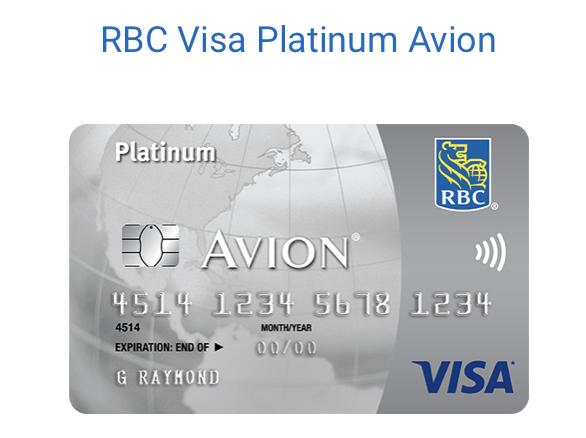 RBC Visa Platinum Avion
Platinum
RBC®
AVION®
4514 1234 5678 1234
4514
MONTH/YEAR
EXPIRATION: END OF ▶ 00/00
G RAYMOND
VISA